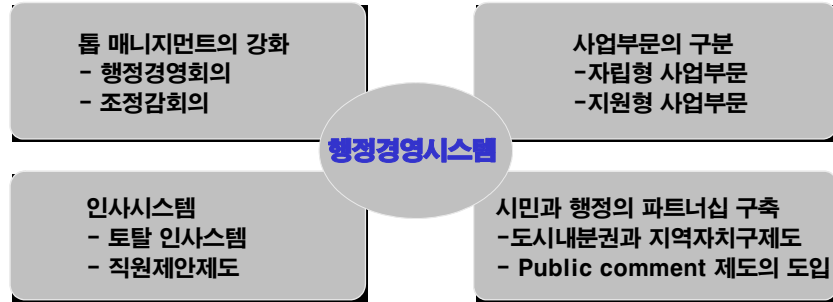 톱 매니지먼트의 강화
- 행정경영회의
- 조정감회의
사업부문의 구분
-자립형 사업부문
-지원형 사업부문
행정경영시스템
인사시스템
- 토탈 인사스템
- 직원제안제도
시민과 행정의 파트너십 구축
-도시내분권과 지역자치구제도
- Public comment 제도의 도입